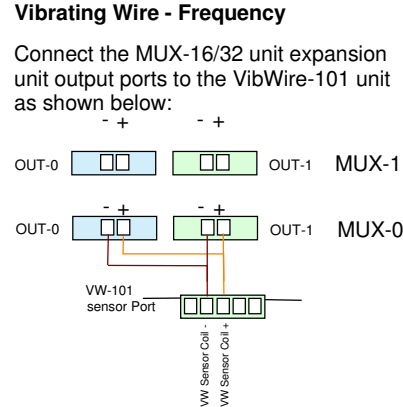 Vibrating Wire - Frequency
Connect the MUX-16/32 unit expansion
unit output ports to the VibWire-101 unit
as shown below:
- + - +
OUT-0 OUT-1 MUX-1
- + - +
OUT-0 OUT-1 MUX-0
VW-101
sensor Port
VW Sensor Coil -
VW Sensor Coil +